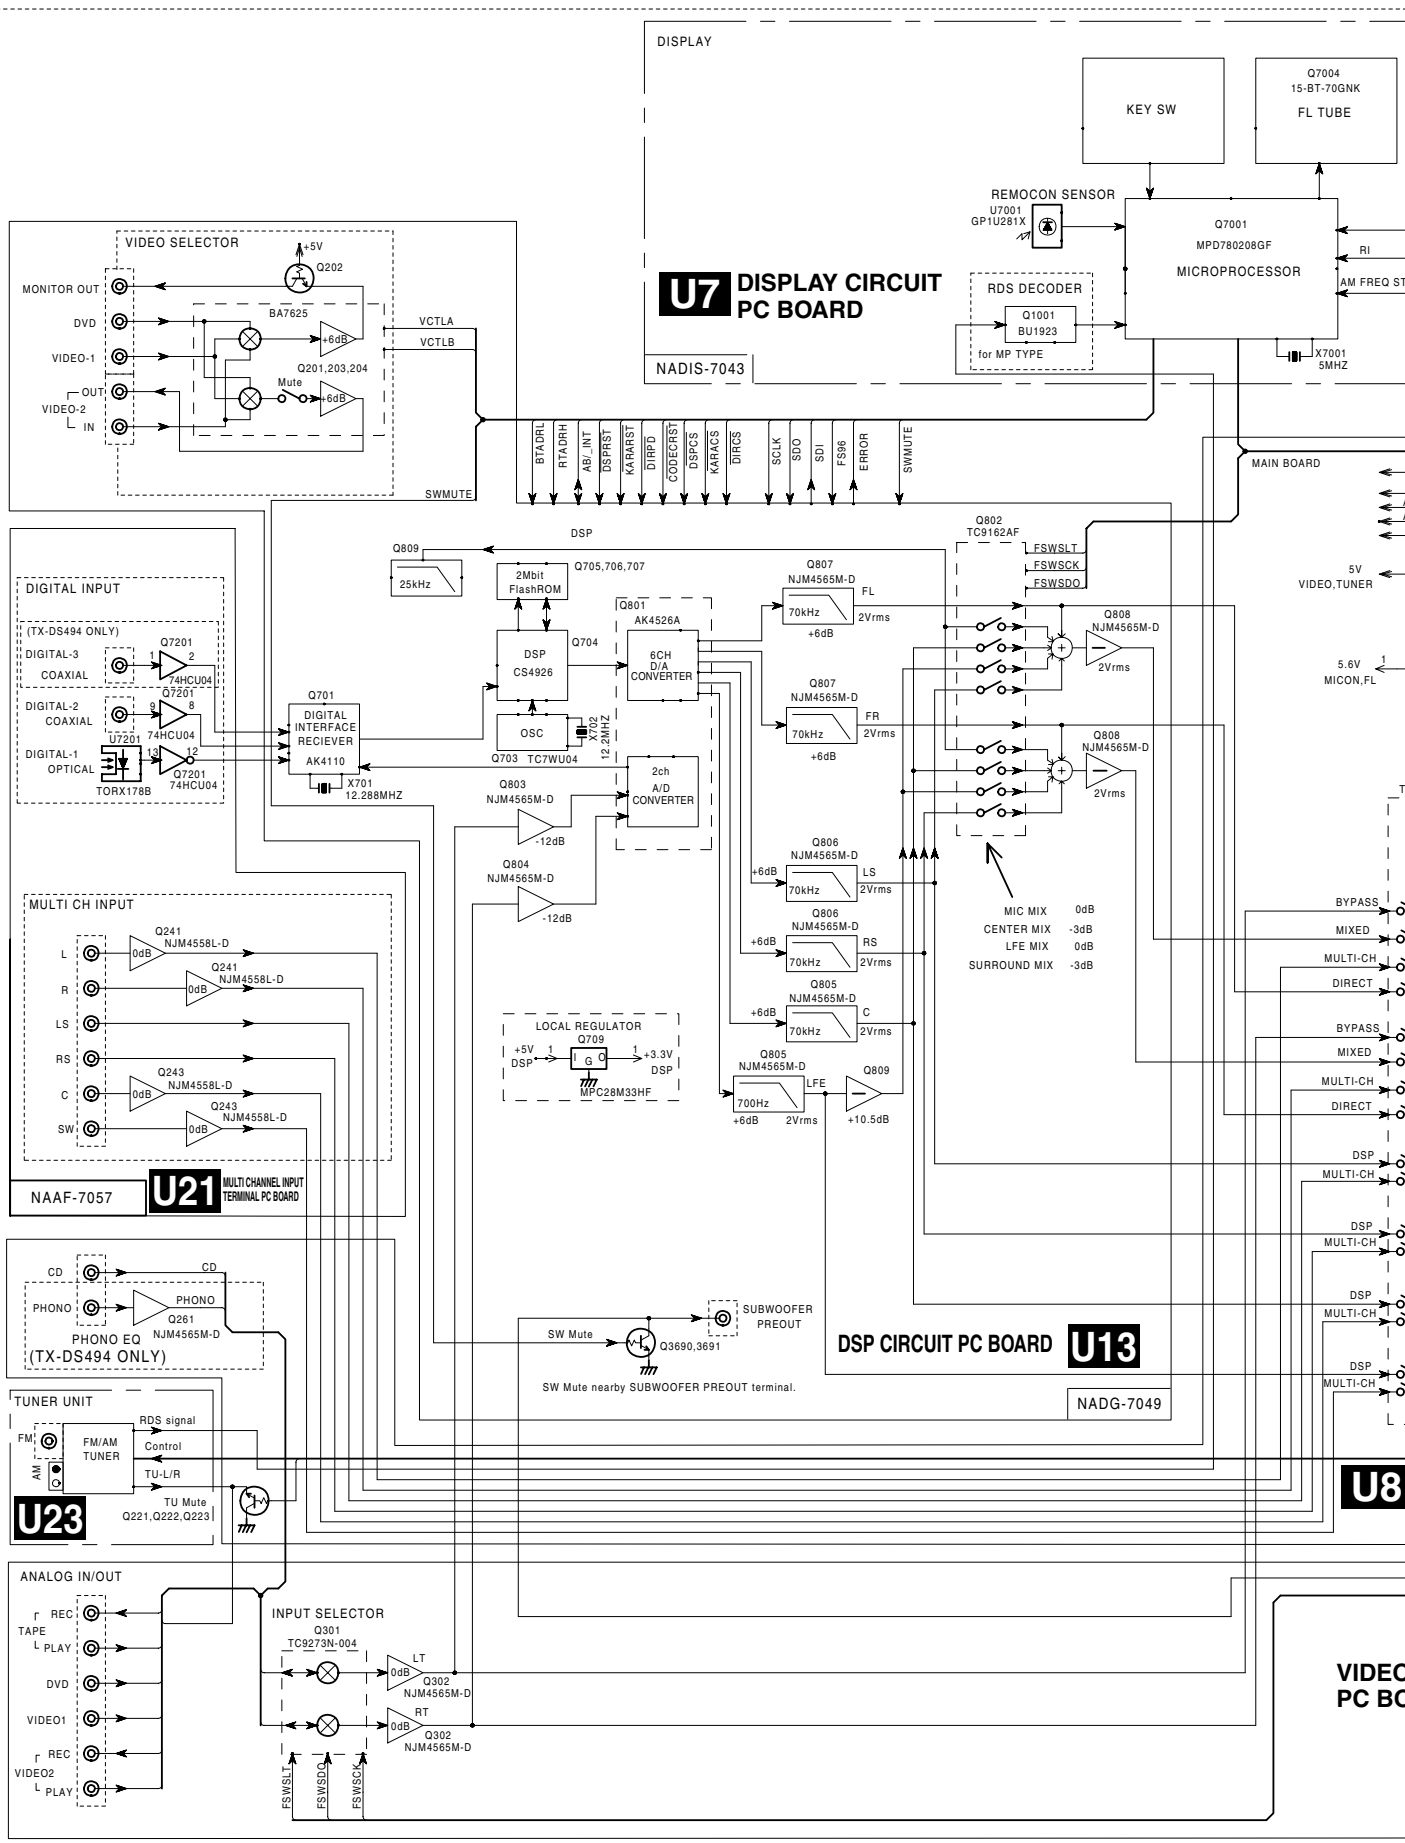 DISPLAY
KEY SW
Q7004
15-BT-70GNK
FL TUBE
REMOCON SENSOR
U7001
GP1U281X
Q7001
MPD780208GF
MICROPROCESSOR
RI
AM FREQ ST
U7 DISPLAY CIRCUIT
PC BOARD
RDS DECODER
Q1001
BU1923
for MP TYPE
X7001
5MHZ
NADIS-7043
VIDEO SELECTOR
+5V
Q202
MONITOR OUT
BA7625
DVD
+6dB
VCTLA
VCTLB
VIDEO-1
Q201,203,204
Mute
OUT
VIDEO-2
IN
+6dB
SWMUTE
BTADRL
RTADRH
AB/_INT
DSPRST
KARARST
DIRPD
CODECRST
DSPCS
KARACS
DIRCS
SCLK
SDO
SDI
FS96
ERROR
SWMUTE
MAIN BOARD
5V
VIDEO,TUNER
5.6V 1
MICON,FL
DSP
Q809
25kHz
2Mbit
FlashROM
Q705,706,707
Q801
AK4526A
DSP
CS4926
Q704
6CH
D/A
CONVERTER
OSC
X702
12.2MHZ
Q703 TC7WU04
2ch
A/D
CONVERTER
Q807
NJM4565M-D
FL
70kHz
2Vrms
+6dB
Q807
NJM4565M-D
FR
70kHz
2Vrms
+6dB
Q802
TC9162AF
FSWSLT
FSWSCK
FSWSDO
Q808
NJM4565M-D
2Vrms
Q808
NJM4565M-D
2Vrms
DIGITAL INPUT
(TX-DS494 ONLY)
DIGITAL-3
COAXIAL
Q7201
1 2
74HCU04
DIGITAL-2
COAXIAL
Q7201
9 8
74HCU04
U7201
DIGITAL-1
OPTICAL
13 12
Q7201
74HCU04
TORX178B
Q701
DIGITAL
INTERFACE
RECIEVER
AK4110
X701
12.288MHZ
Q803
NJM4565M-D
-12dB
Q804
NJM4565M-D
-12dB
Q806
NJM4565M-D
+6dB
LS
70kHz
2Vrms
Q806
NJM4565M-D
+6dB
RS
70kHz
2Vrms
Q805
NJM4565M-D
+6dB
C
70kHz
2Vrms
Q805
NJM4565M-D
LFE
700Hz
+6dB 2Vrms
Q809
+10.5dB
MIC MIX 0dB
CENTER MIX -3dB
LFE MIX 0dB
SURROUND MIX -3dB
BYPASS
MIXED
MULTI-CH
DIRECT
BYPASS
MIXED
MULTI-CH
DIRECT
DSP
MULTI-CH
DSP
MULTI-CH
DSP
MULTI-CH
DSP
MULTI-CH
MULTI CH INPUT
L
Q241
NJM4558L-D
0dB
R
Q241
NJM4558L-D
0dB
LS
RS
C
Q243
NJM4558L-D
0dB
SW
Q243
NJM4558L-D
0dB
NAAF-7057
U21 MULTI CHANNEL INPUT
TERMINAL PC BOARD
LOCAL REGULATOR
Q709
+5V 1
DSP
I G O
1 +3.3V
DSP
MPC28M33HF
CD
CD
PHONO
PHONO
Q261
NJM4565M-D
PHONO EQ
(TX-DS494 ONLY)
SW Mute
Q3690,3691
SUBWOOFER
PREOUT
SW Mute nearby SUBWOOFER PREOUT terminal.
DSP CIRCUIT PC BOARD U13
NADG-7049
TUNER UNIT
FM
AM
FM/AM
TUNER
RDS signal
Control
TU-L/R
TU Mute
Q221,Q222,Q223
U23
U8
ANALOG IN/OUT
REC
TAPE
PLAY
DVD
VIDEO1
REC
VIDEO2
PLAY
INPUT SELECTOR
Q301
TC9273N-004
LT
0dB
Q302
NJM4565M-D
RT
0dB
Q302
NJM4565M-D
FSWSLT
FSWSDO
FSWSCK
PC